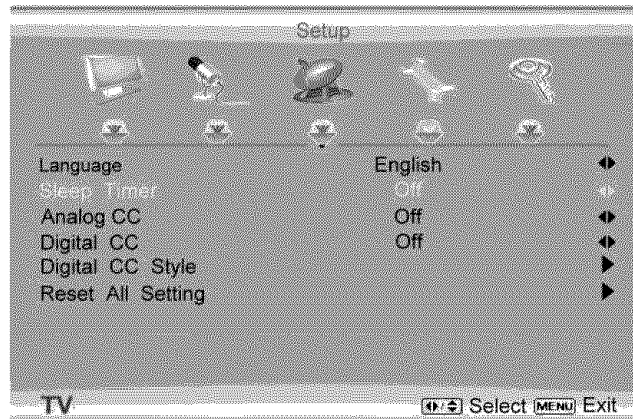 Setup
Language English
Sleep Timer Off
Analog CC Off
Digital CC Off
Digital CC Style
Reset All Setting
TV Select MENU Exit